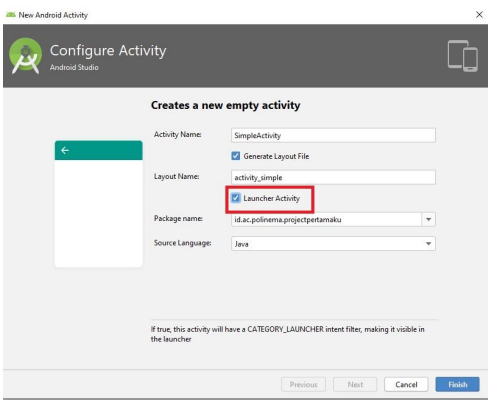 New Android Activity
Configure Activity
Android Studio
Creates a new empty activity
Activity Name:
SimpleActivity
Generate Layout File
Layout Name:
activity_simple
Launcher Activity
Package name:
id.ac.polinema.projectpertamaku
Source Language:
Java
If true, this activity will have a CATEGORY_LAUNCHER intent filter, making it visible in
the launcher
Previous Next Cancel Finish